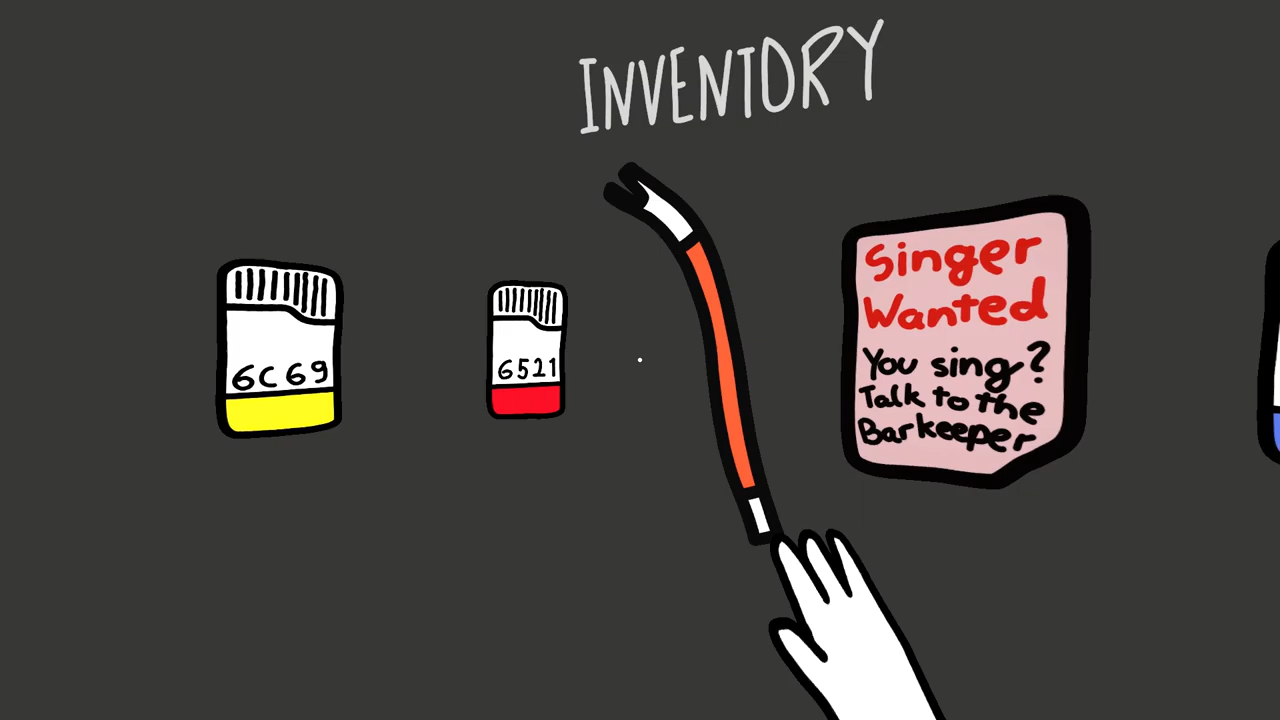 INVENTORY
6C69
6521
Singer
Wanted
You sing?
Talk to the
Barkeeper